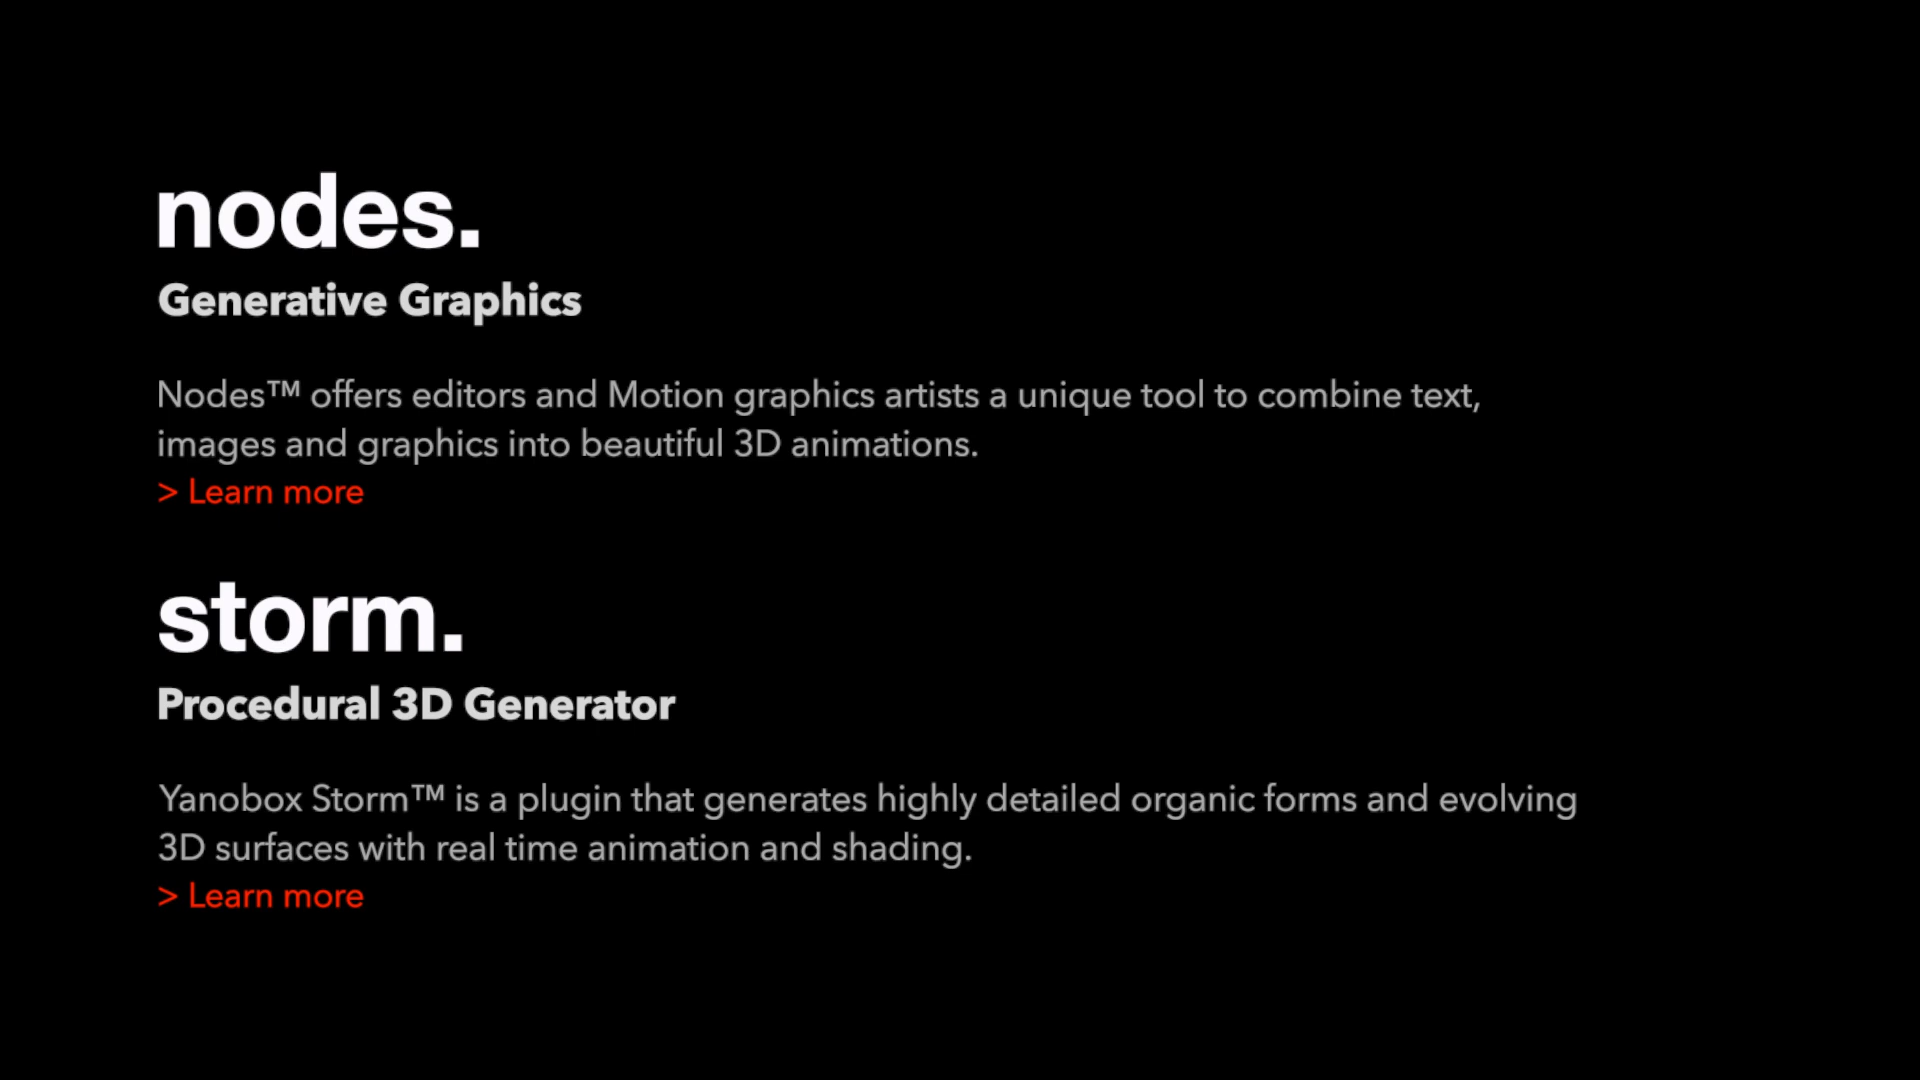 nodes.
Generative Graphics
Nodes™ offers editors and Motion graphics artists a unique tool to combine text,
images and graphics into beautiful 3D animations.
> Learn more
storm.
Procedural 3D Generator
Yanobox Storm™ is a plugin that generates highly detailed organic forms and evolving
3D surfaces with real time animation and shading.
> Learn more